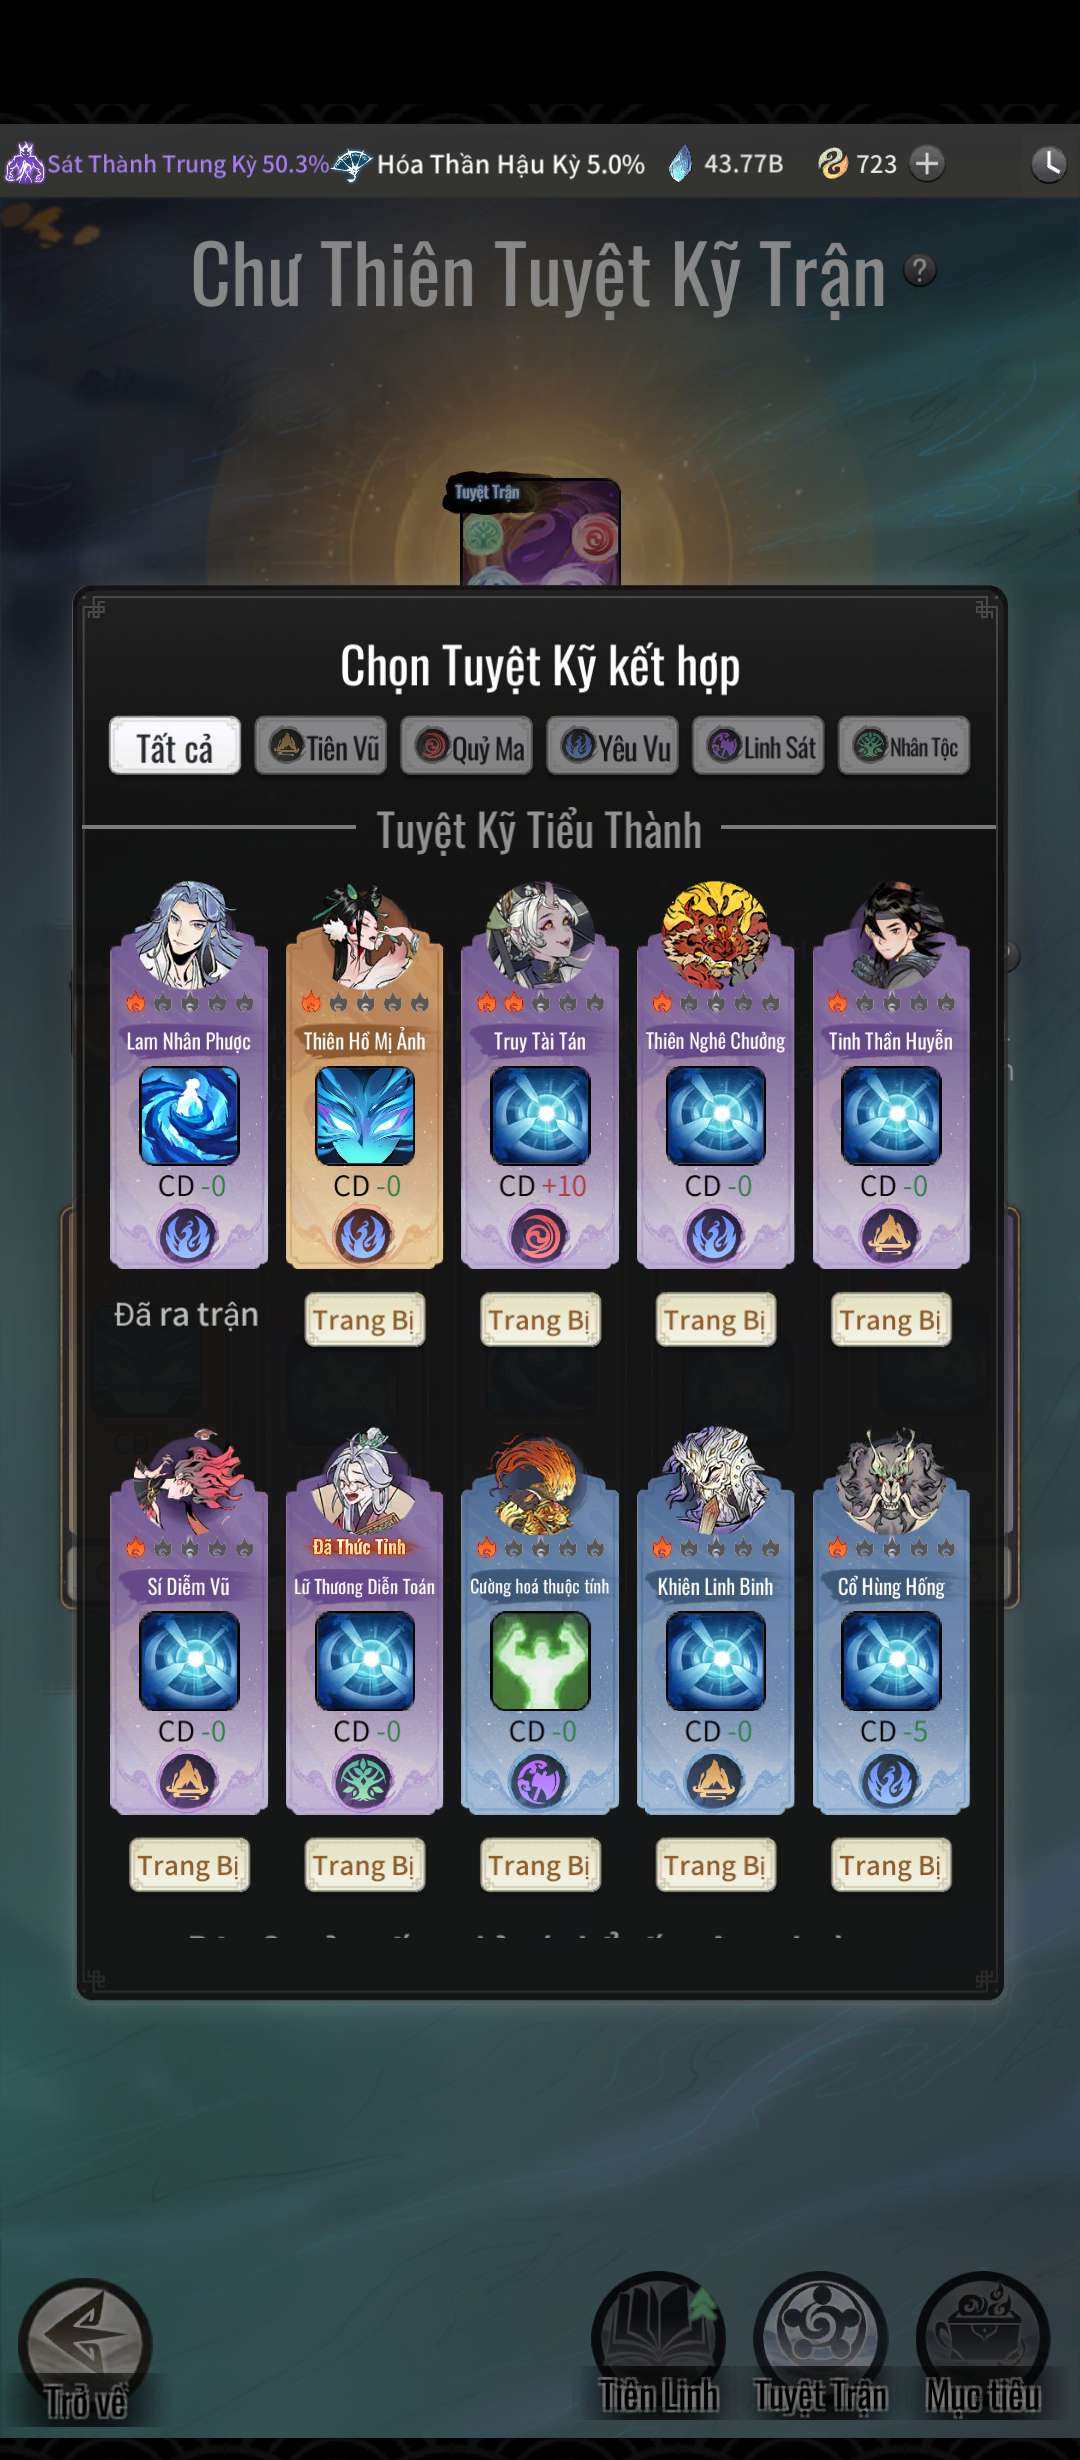 Sát Thành Trung Kỳ 50.3% Hóa Thần Hậu Kỳ 5.0% 43.77B 723
Chư Thiên Tuyệt Kỹ Trận ?
Tuyệt Trận
Chọn Tuyệt Kỹ kết hợp
Tất cả Tiên Vũ Quỷ Ma Yêu Vu Linh Sát Nhân Tộc
Tuyệt Kỹ Tiểu Thành
Lam Nhân Phược Thiên Hồ Mị Ảnh Truy Tài Tán Thiên Nghê Chưởng Tinh Thần Huyễn
CD -0 CD -0 CD +10 CD -0 CD -0
Đã ra trận Trang Bị Trang Bị Trang Bị Trang Bị
Đã Thức Tỉnh
Sí Diễm Vũ Lữ Thương Diễn Toán Cường hoá thuộc tính Khiên Linh Binh Cổ Hùng Hống
CD -0 CD -0 CD -0 CD -0 CD -5
Trang Bị Trang Bị Trang Bị Trang Bị Trang Bị
Trở về Tiên Linh Tuyệt Trận Mục tiêu